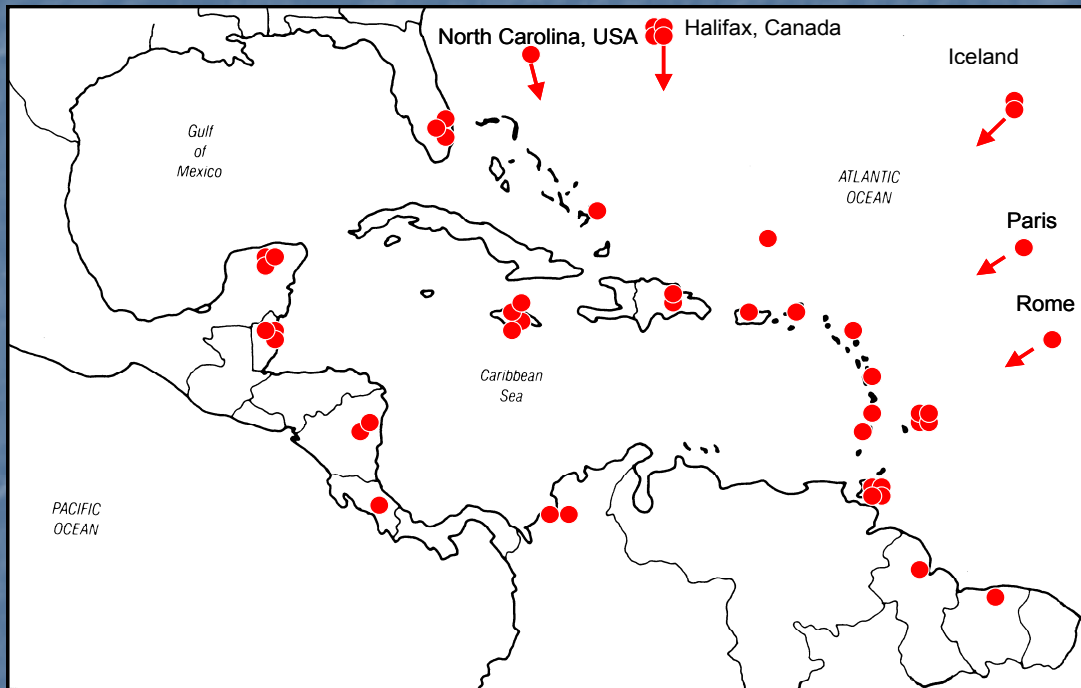 North Carolina, USA
Halifax, Canada
Iceland
Gulf
of
Mexico
ATLANTIC
OCEAN
Paris
Rome
Caribbean
Sea
PACIFIC
OCEAN